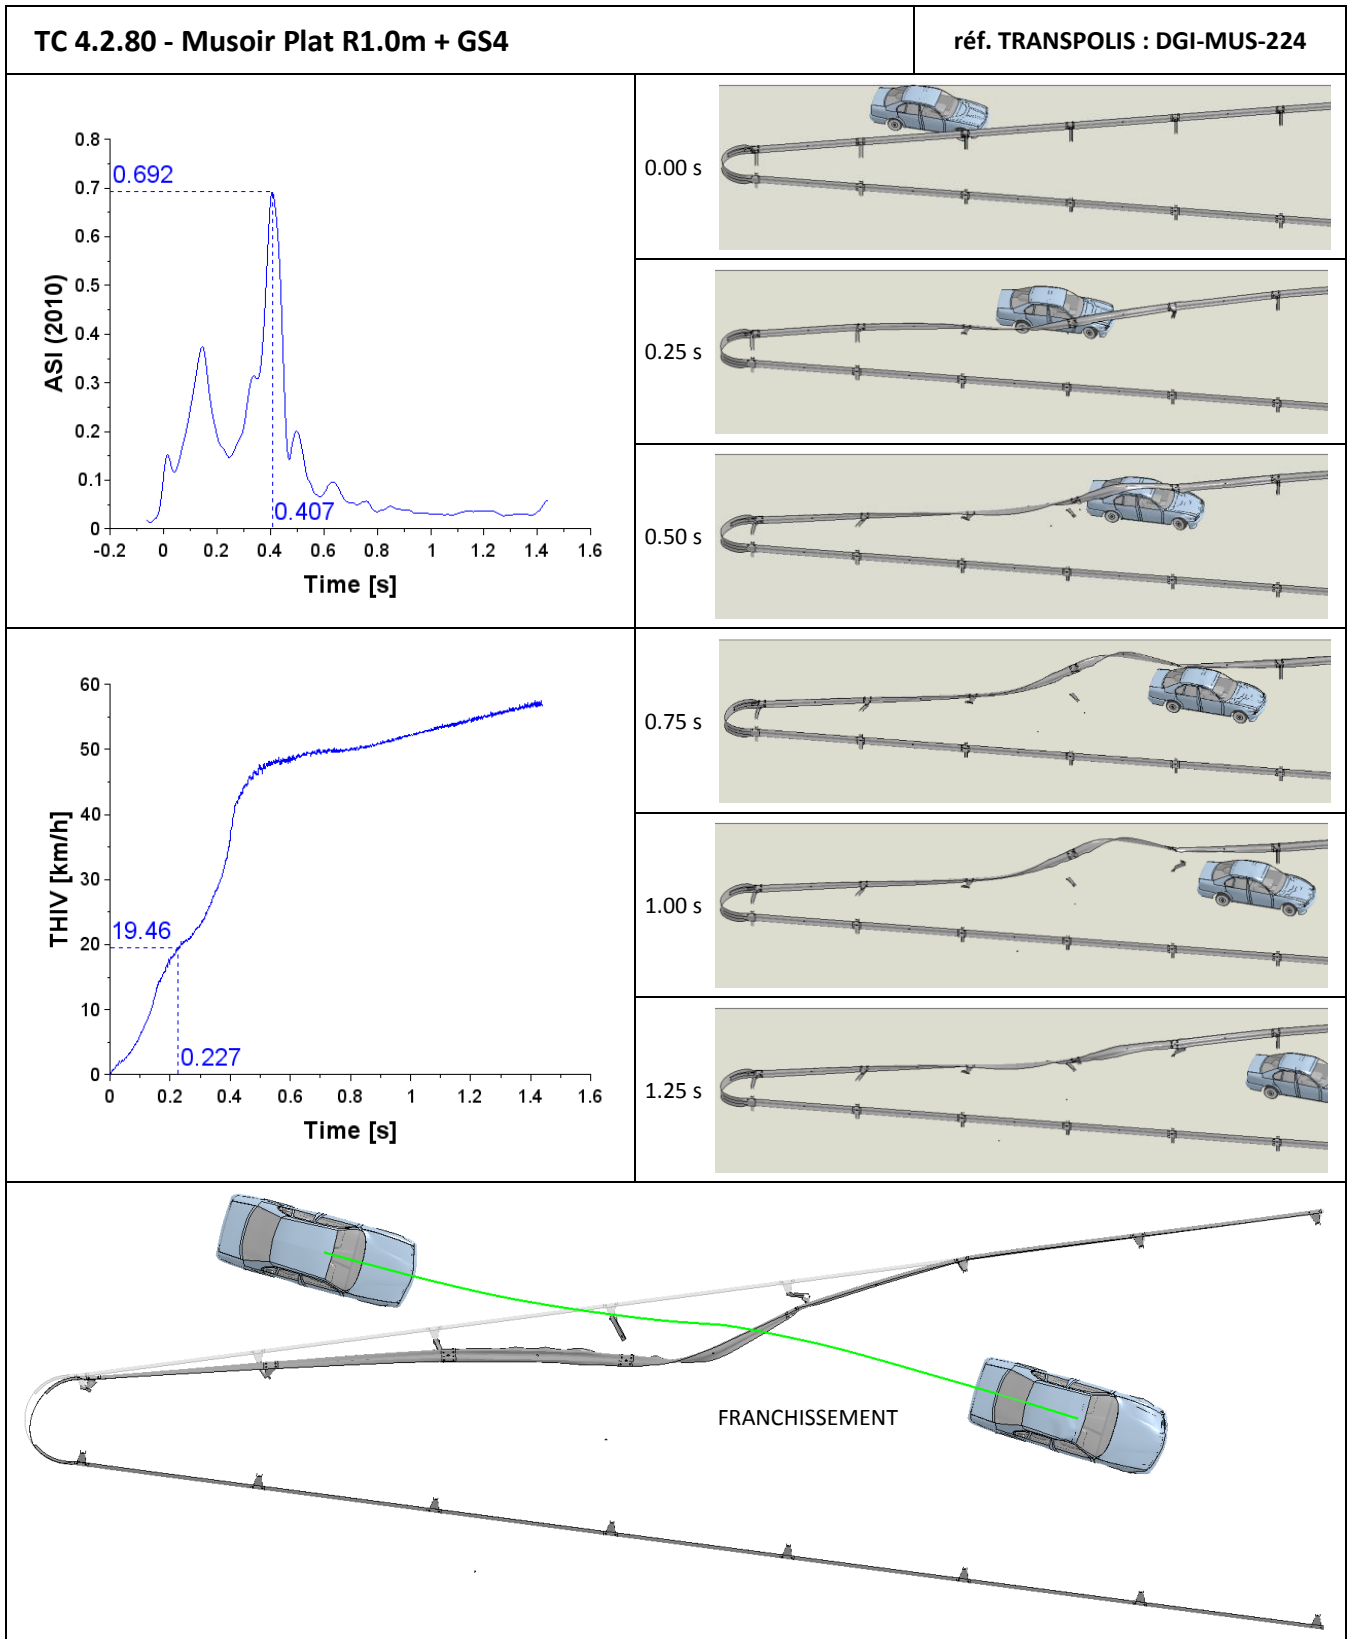 TC 4.2.80 - Musoir Plat R1.0m + GS4
réf. TRANSPOLIS : DGI-MUS-224
ASI (2010)
0.8
0.7
0.6
0.5
0.4
0.3
0.2
0.1
0
0.692
0.407
-0.2 0 0.2 0.4 0.6 0.8 1 1.2 1.4 1.6
Time [s]
0.00 s
0.25 s
0.50 s
THIV [km/h]
60
50
40
30
20
10
0
19.46
0.227
0 0.2 0.4 0.6 0.8 1 1.2 1.4 1.6
Time [s]
0.75 s
1.00 s
1.25 s
FRANCHISSEMENT